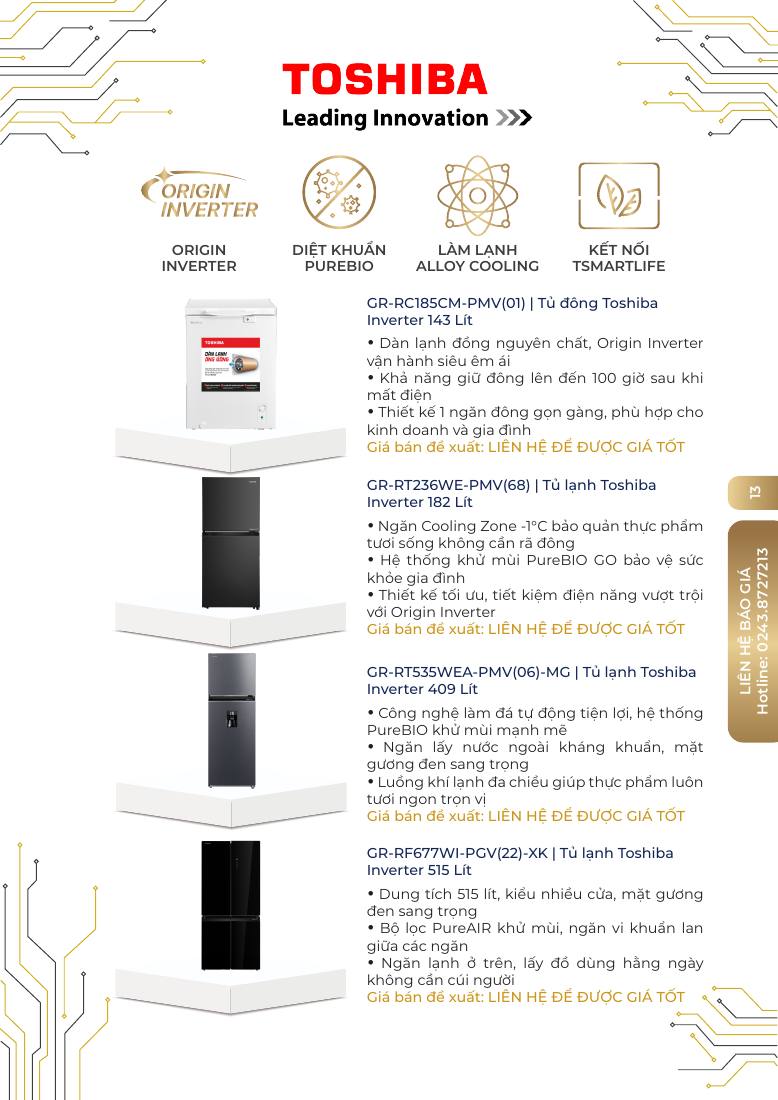 TOSHIBA
Leading Innovation
ORIGIN
INVERTER
ORIGIN
INVERTER
DIỆT KHUẨN
PUREBIO
LÀM LẠNH
ALLOY COOLING
KẾT NỐI
TSMARTLIFE
GR-RC185CM-PMV(01) | Tủ đông Toshiba
Inverter 143 Lít
• Dàn lạnh đồng nguyên chất, Origin Inverter
vận hành siêu êm ái
• Khả năng giữ đông lên đến 100 giờ sau khi
mất điện
• Thiết kế 1 ngăn đông gọn gàng, phù hợp cho
kinh doanh và gia đình
Giá bán đề xuất: LIÊN HỆ ĐỂ ĐƯỢC GIÁ TỐT
TOSHIBA
DÀN LẠNH
ỐNG ĐỒNG
GR-RT236WE-PMV(68) | Tủ lạnh Toshiba
Inverter 182 Lít
• Ngăn Cooling Zone -1°C bảo quản thực phẩm
tươi sống không cần rã đông
• Hệ thống khử mùi PureBIO GO bảo vệ sức
khỏe gia đình
• Thiết kế tối ưu, tiết kiệm điện năng vượt trội
với Origin Inverter
Giá bán đề xuất: LIÊN HỆ ĐỂ ĐƯỢC GIÁ TỐT
13
LIÊN HỆ BÁO GIÁ
Hotline: 0243.8727213
GR-RT535WEA-PMV(06)-MG | Tủ lạnh Toshiba
Inverter 409 Lít
• Công nghệ làm đá tự động tiện lợi, hệ thống
PureBIO khử mùi mạnh mẽ
• Ngăn lấy nước ngoài kháng khuẩn, mặt
gương đen sang trọng
• Luồng khí lạnh đa chiều giúp thực phẩm luôn
tươi ngon trọn vị
Giá bán đề xuất: LIÊN HỆ ĐỂ ĐƯỢC GIÁ TỐT
GR-RF677WI-PGV(22)-XK | Tủ lạnh Toshiba
Inverter 515 Lít
• Dung tích 515 lít, kiểu nhiều cửa, mặt gương
đen sang trọng
• Bộ lọc PureAIR khử mùi, ngăn vi khuẩn lan
giữa các ngăn
• Ngăn lạnh ở trên, lấy đồ dùng hằng ngày
không cần cúi người
Giá bán đề xuất: LIÊN HỆ ĐỂ ĐƯỢC GIÁ TỐT